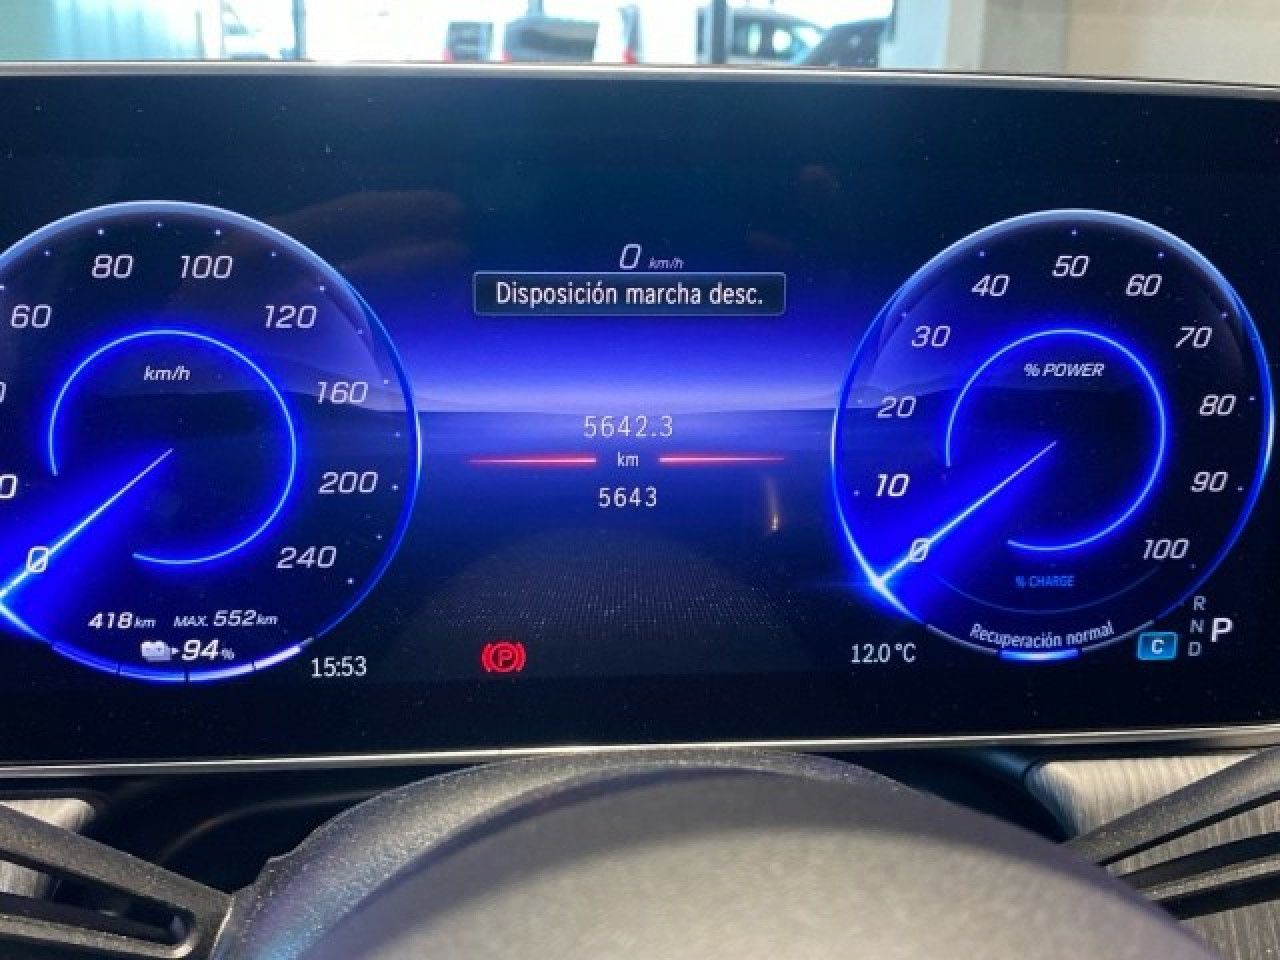 0 km/h
Disposición marcha desc.
80 100
60 120
km/h
160
200
0 240
418 km MAX. 552 km
94 %
15:53
5642.3
km
5643
P
50
40 60
30 70
% POWER
20 80
10 90
0 100
% CHARGE
Recuperación normal
12.0 °C
C
R
N P
D